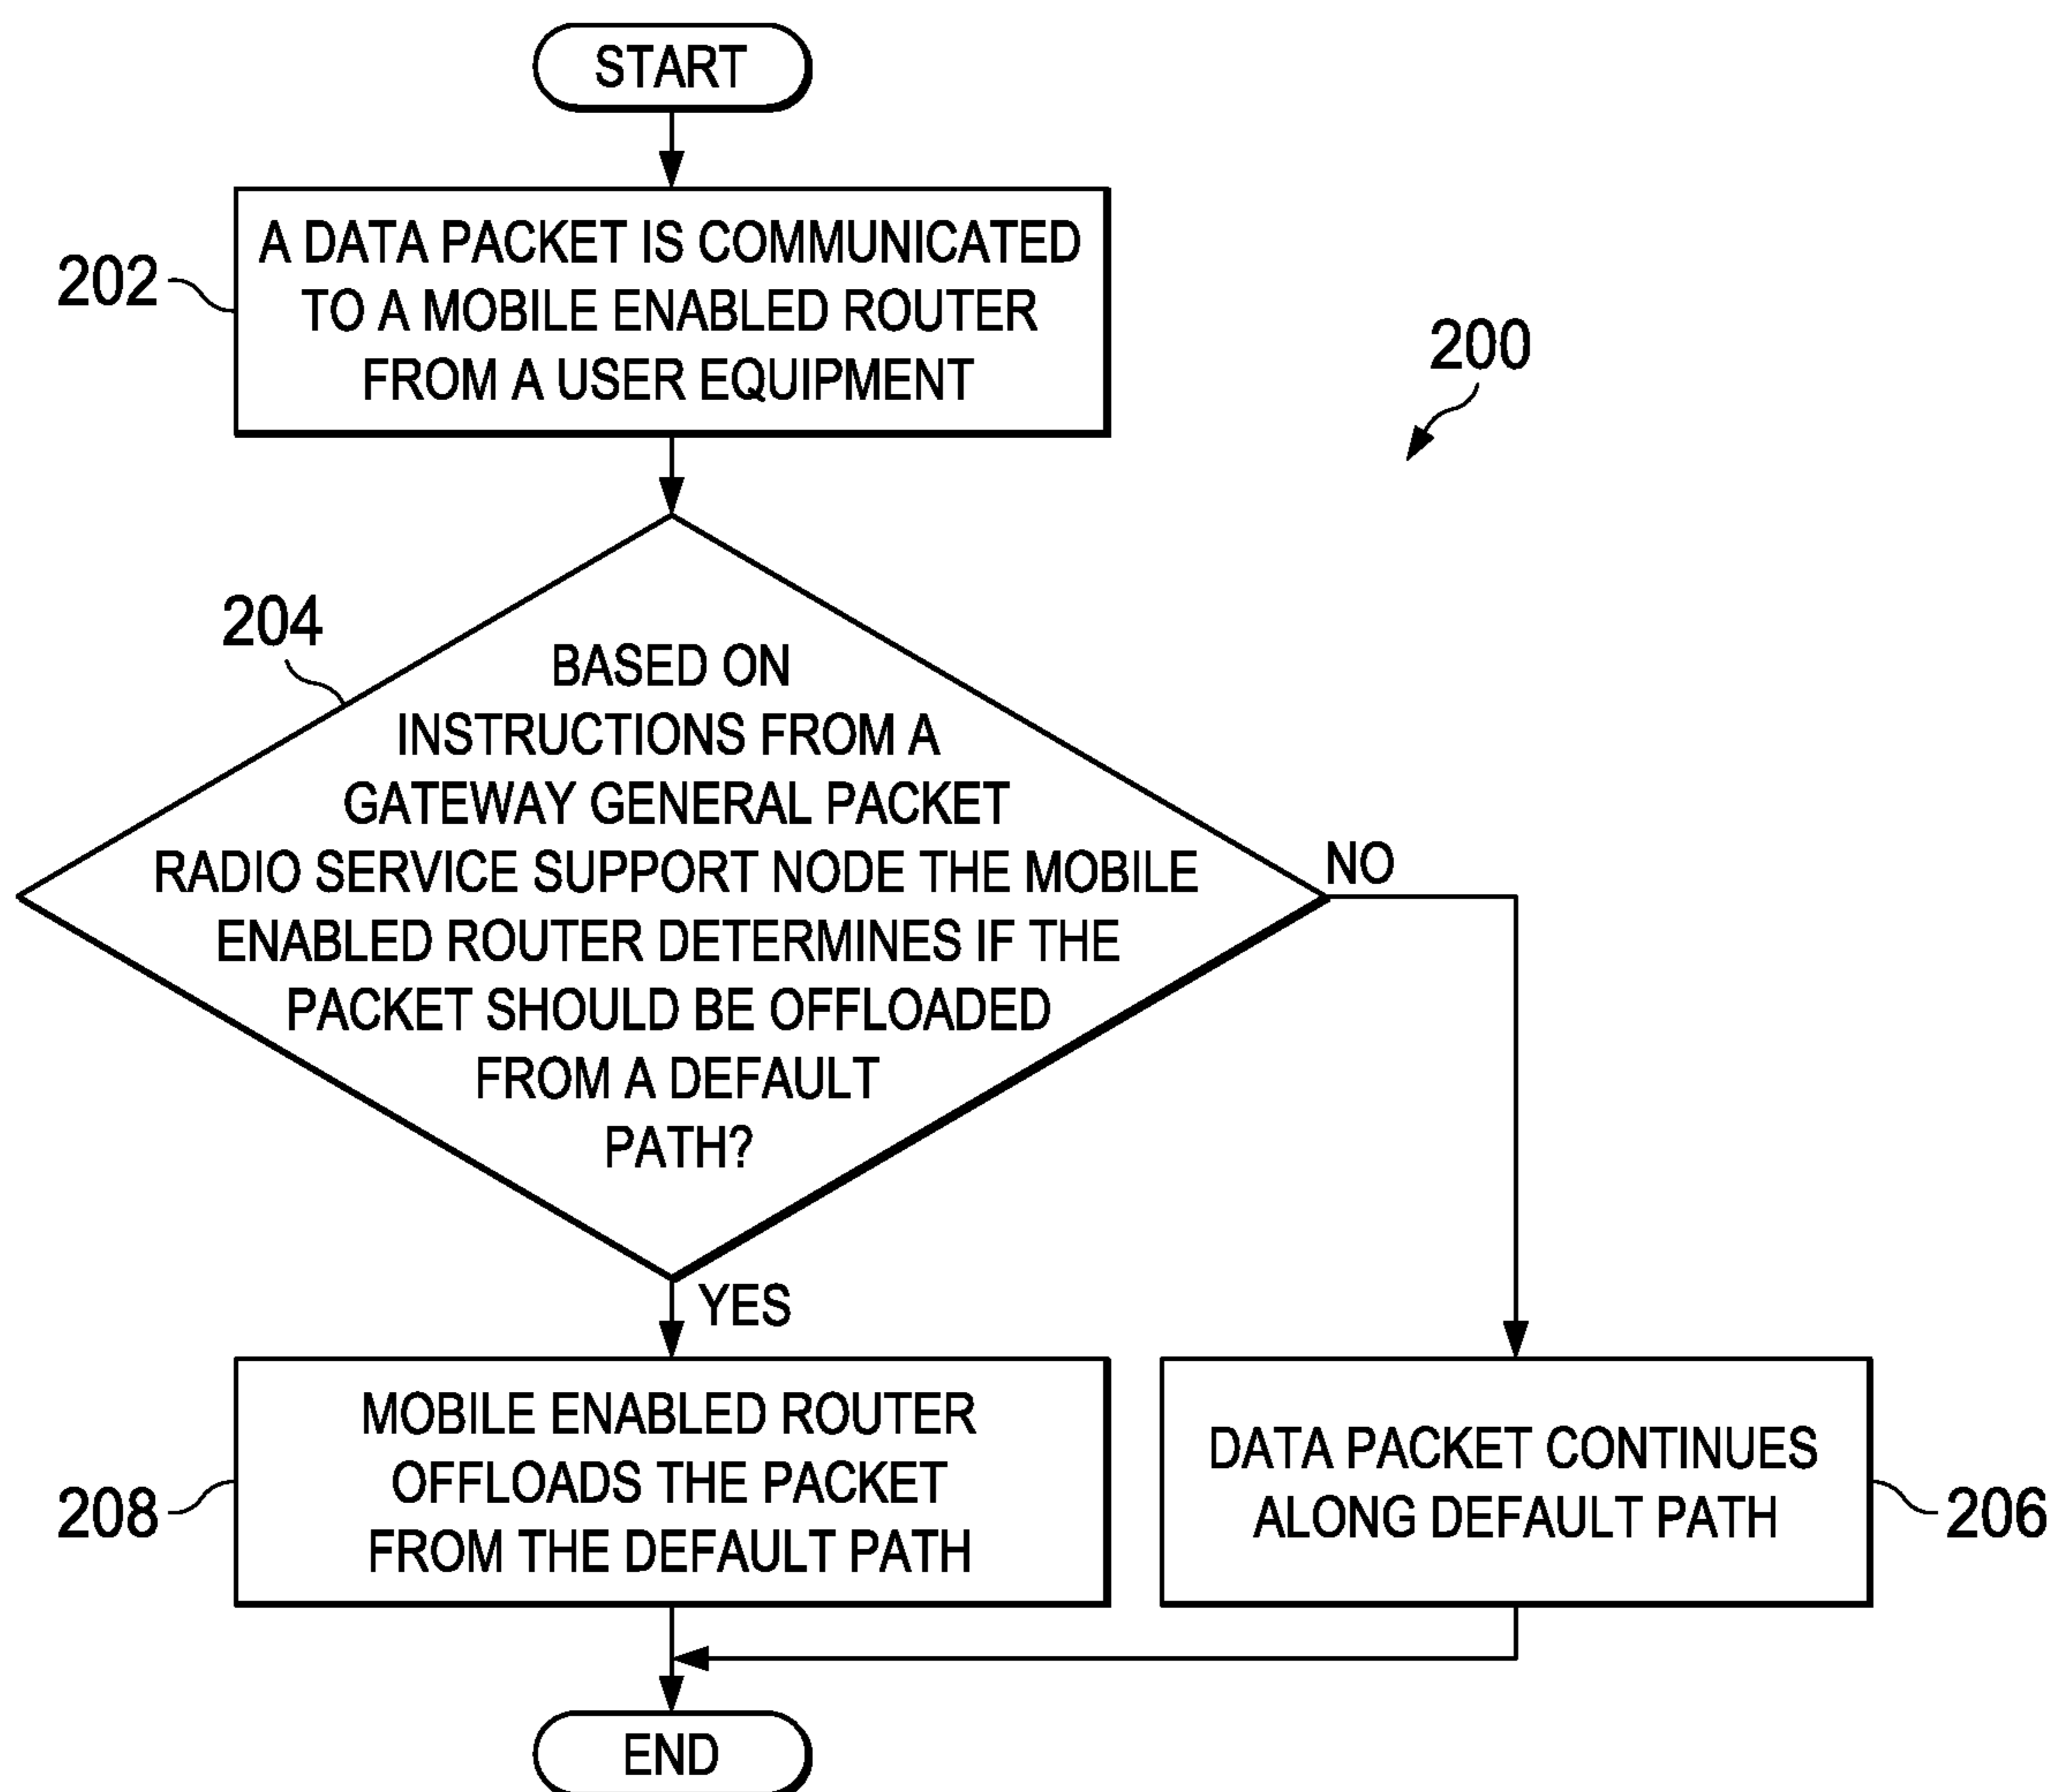 START
202
A DATA PACKET IS COMMUNICATED
TO A MOBILE ENABLED ROUTER
FROM A USER EQUIPMENT
200
204
BASED ON
INSTRUCTIONS FROM A
GATEWAY GENERAL PACKET
RADIO SERVICE SUPPORT NODE THE MOBILE
ENABLED ROUTER DETERMINES IF THE
PACKET SHOULD BE OFFLOADED
FROM A DEFAULT
PATH?
NO
YES
208
MOBILE ENABLED ROUTER
OFFLOADS THE PACKET
FROM THE DEFAULT PATH
DATA PACKET CONTINUES
ALONG DEFAULT PATH
206
END